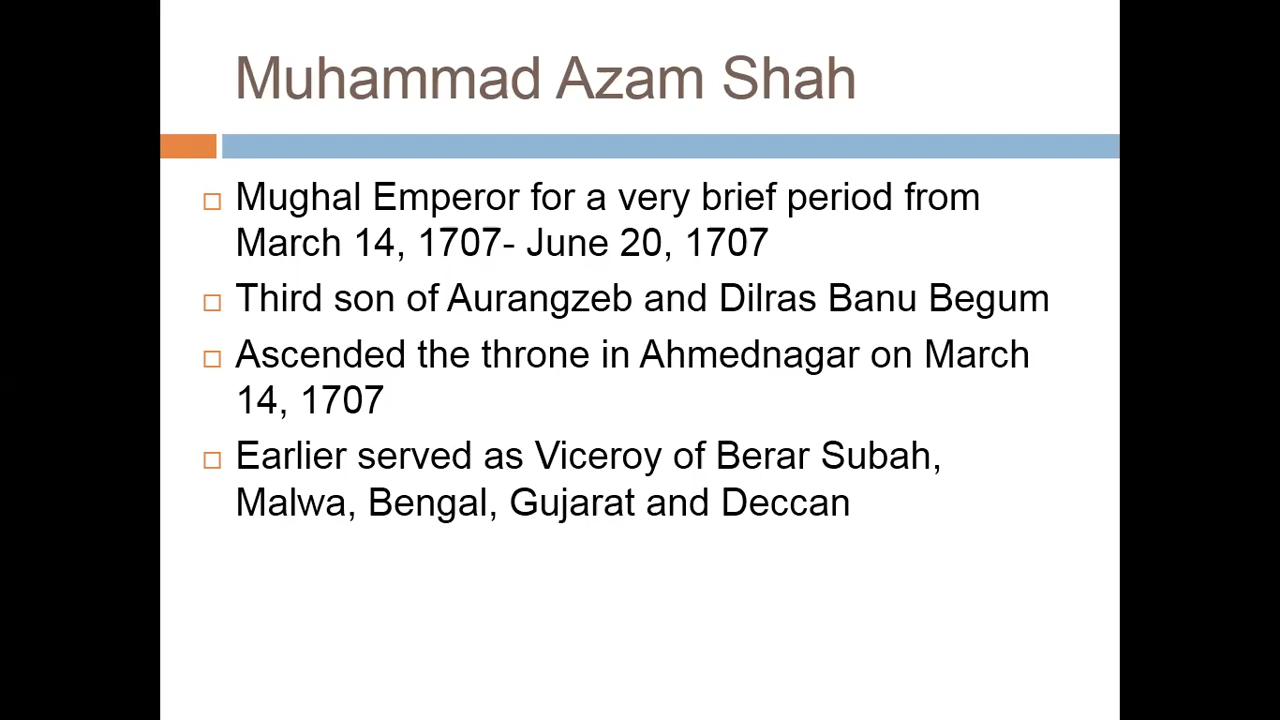 Muhammad Azam Shah
Mughal Emperor for a very brief period from
March 14, 1707- June 20, 1707
Third son of Aurangzeb and Dilras Banu Begum
Ascended the throne in Ahmednagar on March
14, 1707
Earlier served as Viceroy of Berar Subah,
Malwa, Bengal, Gujarat and Deccan